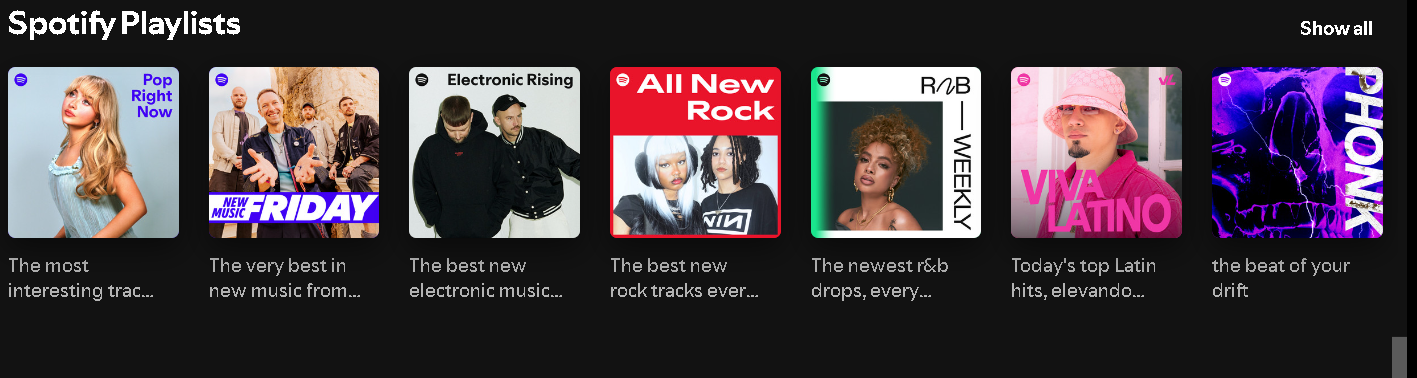 Spotify Playlists
Show all
Pop
Right
Now
NEW
MUSIC FRIDAY
Electronic Rising
All New
Rock
NIN
RNB
WEEKLY
VIVA
LATINO
PHONK
The most
interesting trac...
The very best in
new music from...
The best new
electronic music...
The best new
rock tracks ever...
The newest r&b
drops, every...
Today's top Latin
hits, elevando...
the beat of your
drift